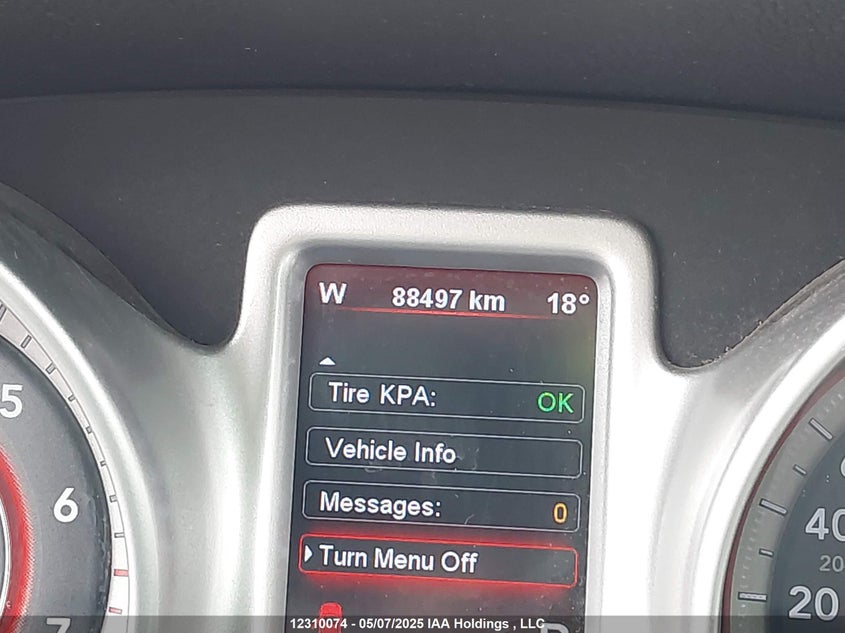 W 88497 km 18°
Tire KPA: OK
Vehicle Info
Messages: 0
Turn Menu Off
5
6
7
40
20
20
12310074 - 05/07/2025 IAA Holdings , LLC